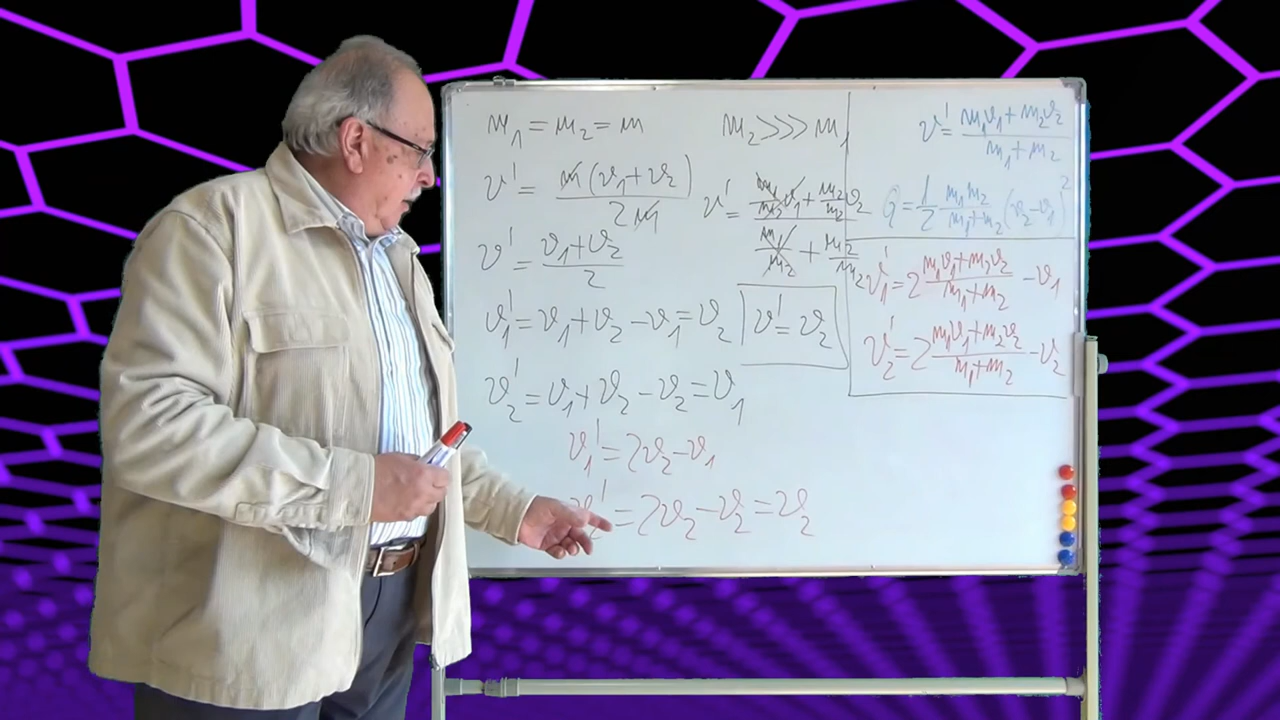 m₁ = m₂ = m
v' = m(v₁ + v₂) / 2m
v' = (v₁ + v₂) / 2
v₁' = v₁ + v₂ - v₁ = v₂
v₂' = v₁ + v₂ - v₂ = v₁
m₂ >>> m₁
v' = (m₁/m₂ v₁ + m₂/m₂ v₂) / (m₁/m₂ + m₂/m₂)
v' = v₂
v₁' = 2v₂ - v₁
v₂' = 2v₂ - v₂ = v₂
v' = (m₁v₁ + m₂v₂) / (m₁ + m₂)
Q = 1/2 m₁m₂/(m₁ + m₂) (v₂ - v₁)²
v₁' = 2 (m₁v₁ + m₂v₂)/(m₁ + m₂) - v₁
v₂' = 2 (m₁v₁ + m₂v₂)/(m₁ + m₂) - v₂